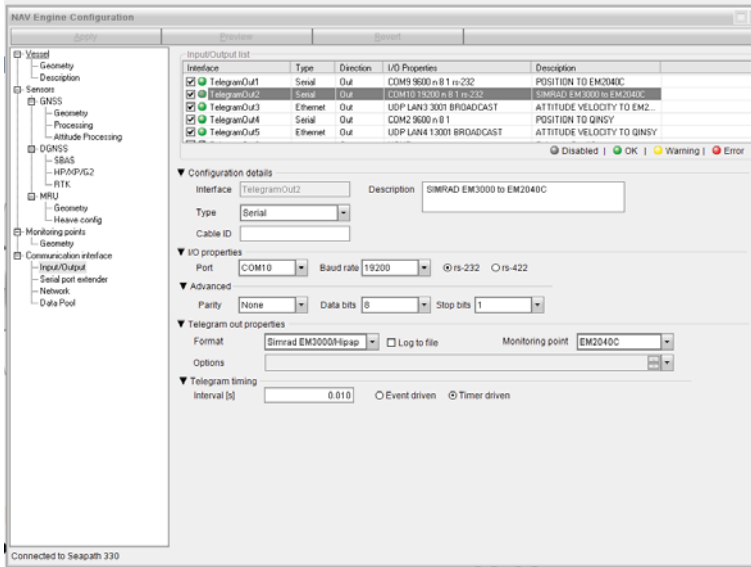 NAV Engine Configuration
Apply Preview Revert
Vessel
Geometry
Description
Sensors
GNSS
Geometry
Processing
Attitude Processing
DGNSS
SBAS
HP/XP/G2
RTK
MRU
Geometry
Heave config
Monitoring points
Geometry
Communication interface
Input/Output
Serial port extender
Network
Data Pool
Input/Output list
Interface Type Direction I/O Properties Description
TelegramOut1 Serial Out COM9 9600 n 8 1 rs-232 POSITION TO EM2040C
TelegramOut2 Serial Out COM10 19200 n 8 1 rs-232 SIMRAD EM3000 to EM2040C
TelegramOut3 Ethernet Out UDP LAN3 3001 BROADCAST ATTITUDE VELOCITY TO EM2...
TelegramOut4 Serial Out COM2 9600 n 8 1 POSITION TO QINSY
TelegramOut5 Ethernet Out UDP LAN4 13001 BROADCAST ATTITUDE VELOCITY TO QINSY
Disabled | OK | Warning | Error
Configuration details
Interface TelegramOut2 Description SIMRAD EM3000 to EM2040C
Type Serial
Cable ID
I/O properties
Port COM10 Baud rate 19200 rs-232 rs-422
Advanced
Parity None Data bits 8 Stop bits 1
Telegram out properties
Format Simrad EM3000/Hipap Log to file Monitoring point EM2040C
Options
Telegram timing
Interval [s] 0.010 Event driven Timer driven
Connected to Seapath 330